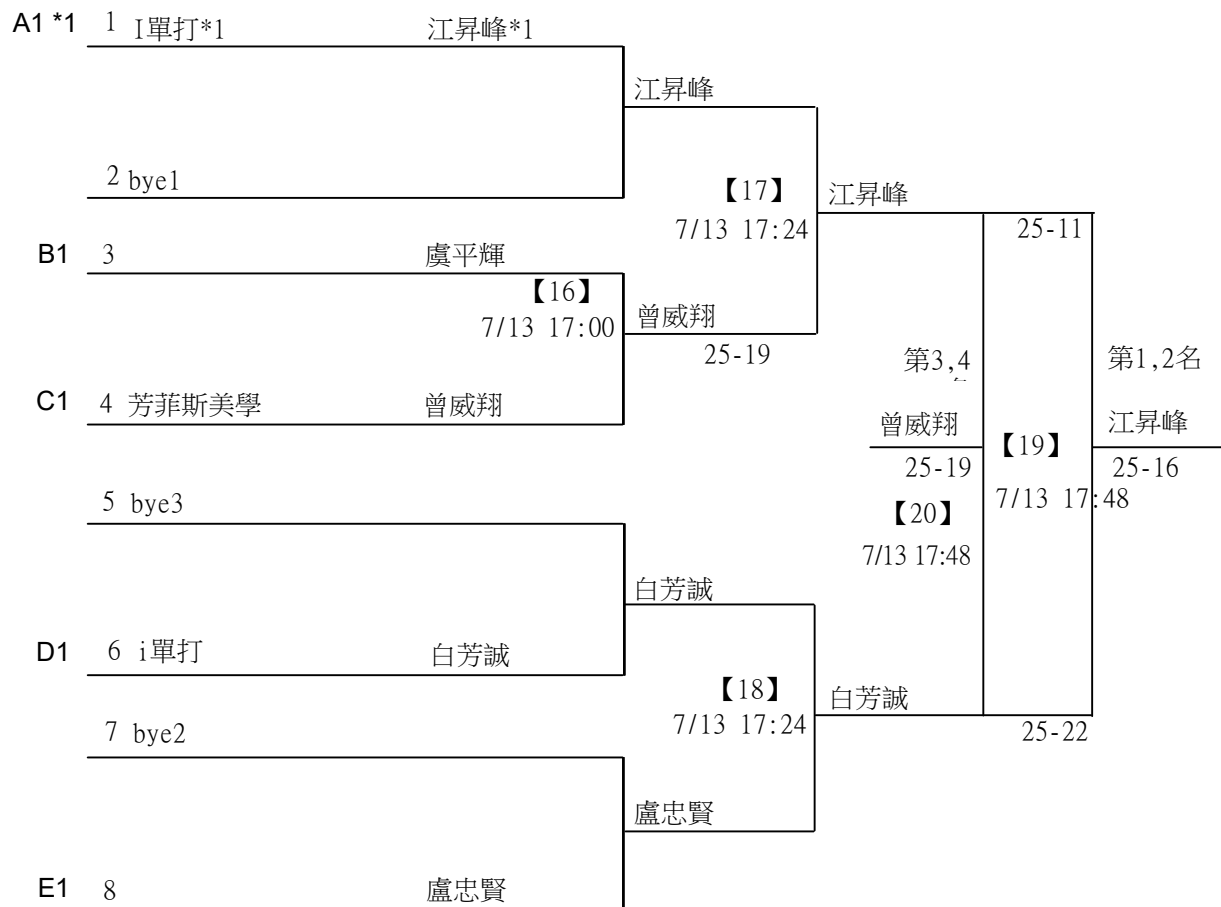 A1 *1 1 I單打*1 江昇峰*1
江昇峰
2 bye1
【17】 江昇峰
7/13 17:24 25-11
B1 3 虞平輝
【16】
7/13 17:00 曾威翔
25-19
第3,4 第1,2名
C1 4 芳菲斯美學 曾威翔
曾威翔 【19】 江昇峰
25-19 25-16
5 bye3
7/13 17:48
【20】
7/13 17:48
白芳誠
D1 6 i單打 白芳誠
【18】 白芳誠
7/13 17:24 25-22
7 bye2
盧忠賢
E1 8 盧忠賢